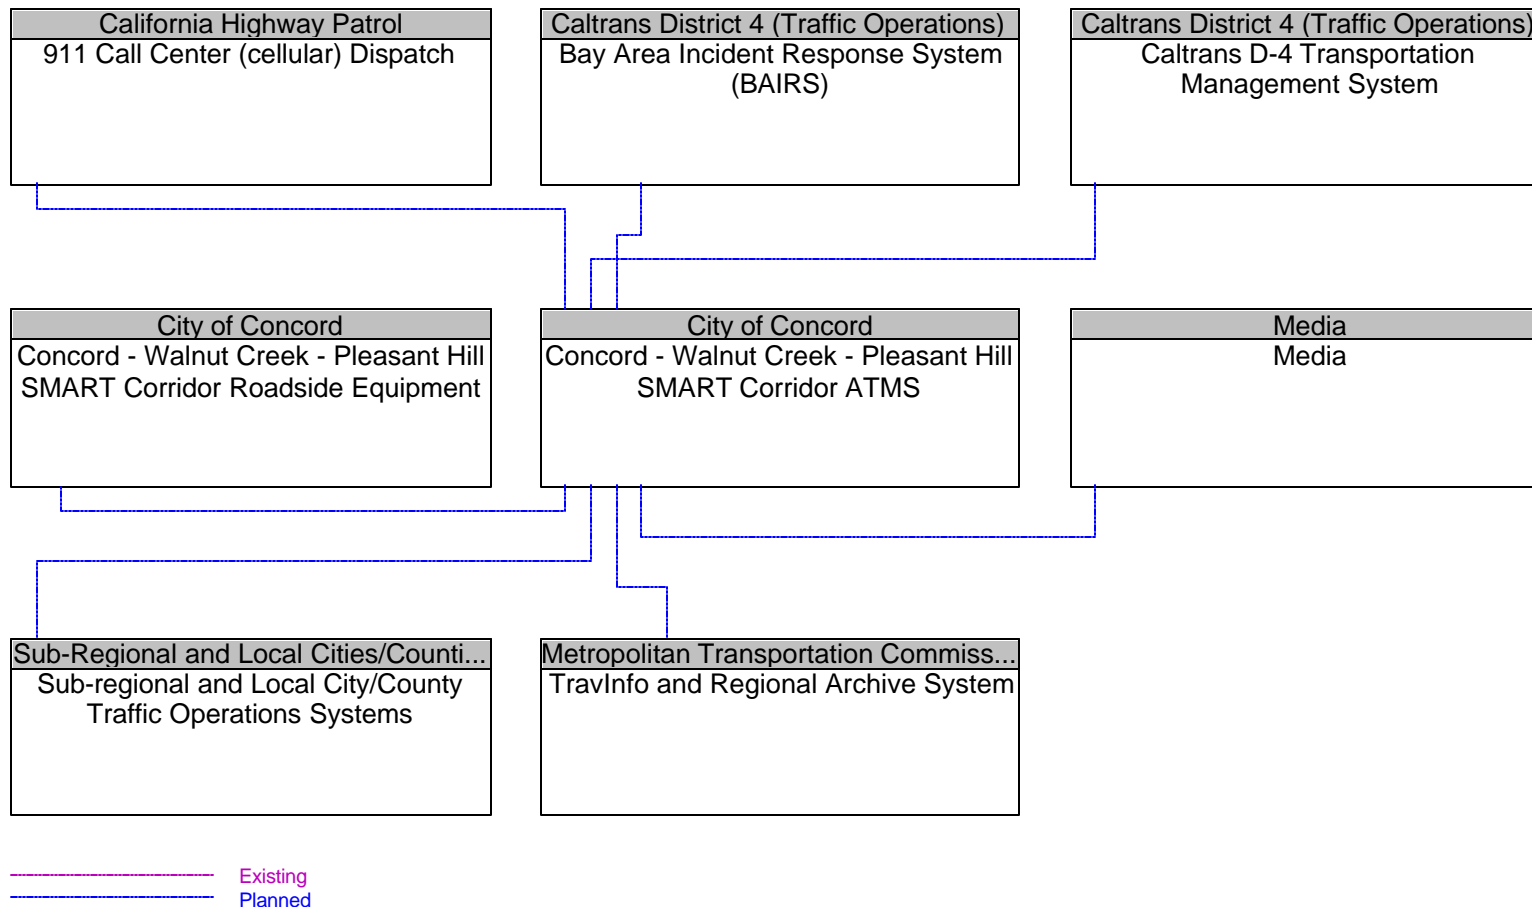 California Highway Patrol
911 Call Center (cellular) Dispatch
Caltrans District 4 (Traffic Operations)
Bay Area Incident Response System
(BAIRS)
Caltrans District 4 (Traffic Operations)
Caltrans D-4 Transportation
Management System
City of Concord
Concord - Walnut Creek - Pleasant Hill
SMART Corridor Roadside Equipment
City of Concord
Concord - Walnut Creek - Pleasant Hill
SMART Corridor ATMS
Media
Media
Sub-Regional and Local Cities/Counti...
Sub-regional and Local City/County
Traffic Operations Systems
Metropolitan Transportation Commiss...
TravInfo and Regional Archive System
Existing
Planned